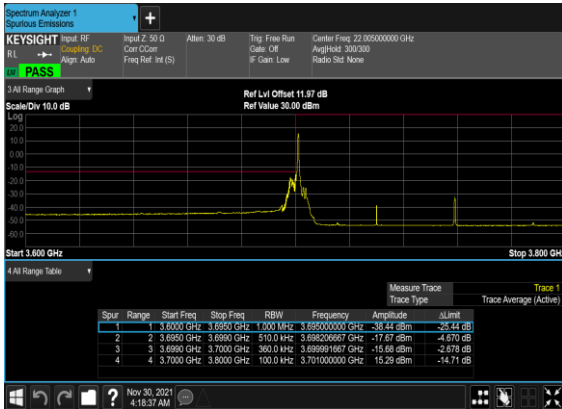 Spectrum Analyzer 1
Spurious Emissions
+
KEYSIGHT Input: RF Input Z: 50 Ω Atten: 30 dB Trig: Free Run Center Freq: 22.005000000 GHz
RL Coupling: DC Corr CCorr Gate: Off Avg|Hold: 300/300
Align: Auto Freq Ref: Int (S) IF Gain: Low Radio Std: None
PASS
3 All Range Graph
Ref Lvl Offset 11.97 dB
Scale/Div 10.0 dB Ref Value 30.00 dBm
Log
20.0
10.0
0.00
-10.0
-20.0
-30.0
-40.0
-50.0
-60.0
Start 3.600 GHz Stop 3.800 GH
4 All Range Table
Measure Trace Trace 1
Trace Type Trace Average (Active)
Spur Range Start Freq Stop Freq RBW Frequency Amplitude ΔLimit
1 1 3.6000 GHz 3.6950 GHz 1.000 MHz 3.695000000 GHz -38.44 dBm -25.44 dB
2 2 3.6950 GHz 3.6990 GHz 510.0 kHz 3.698206667 GHz -17.67 dBm -4.670 dB
3 3 3.6990 GHz 3.7000 GHz 360.0 kHz 3.699991667 GHz -15.68 dBm -2.678 dB
4 4 3.7000 GHz 3.8000 GHz 100.0 kHz 3.701000000 GHz 15.29 dBm -14.71 dB
? Nov 30, 2021
4:18:37 AM